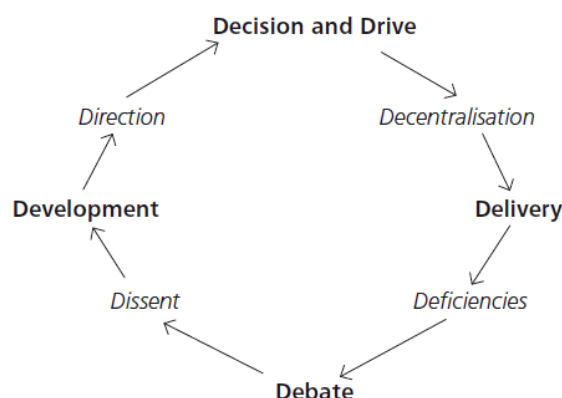 Decision and Drive
Direction
Decentralisation
Development
Delivery
Dissent
Deficiencies
Debate